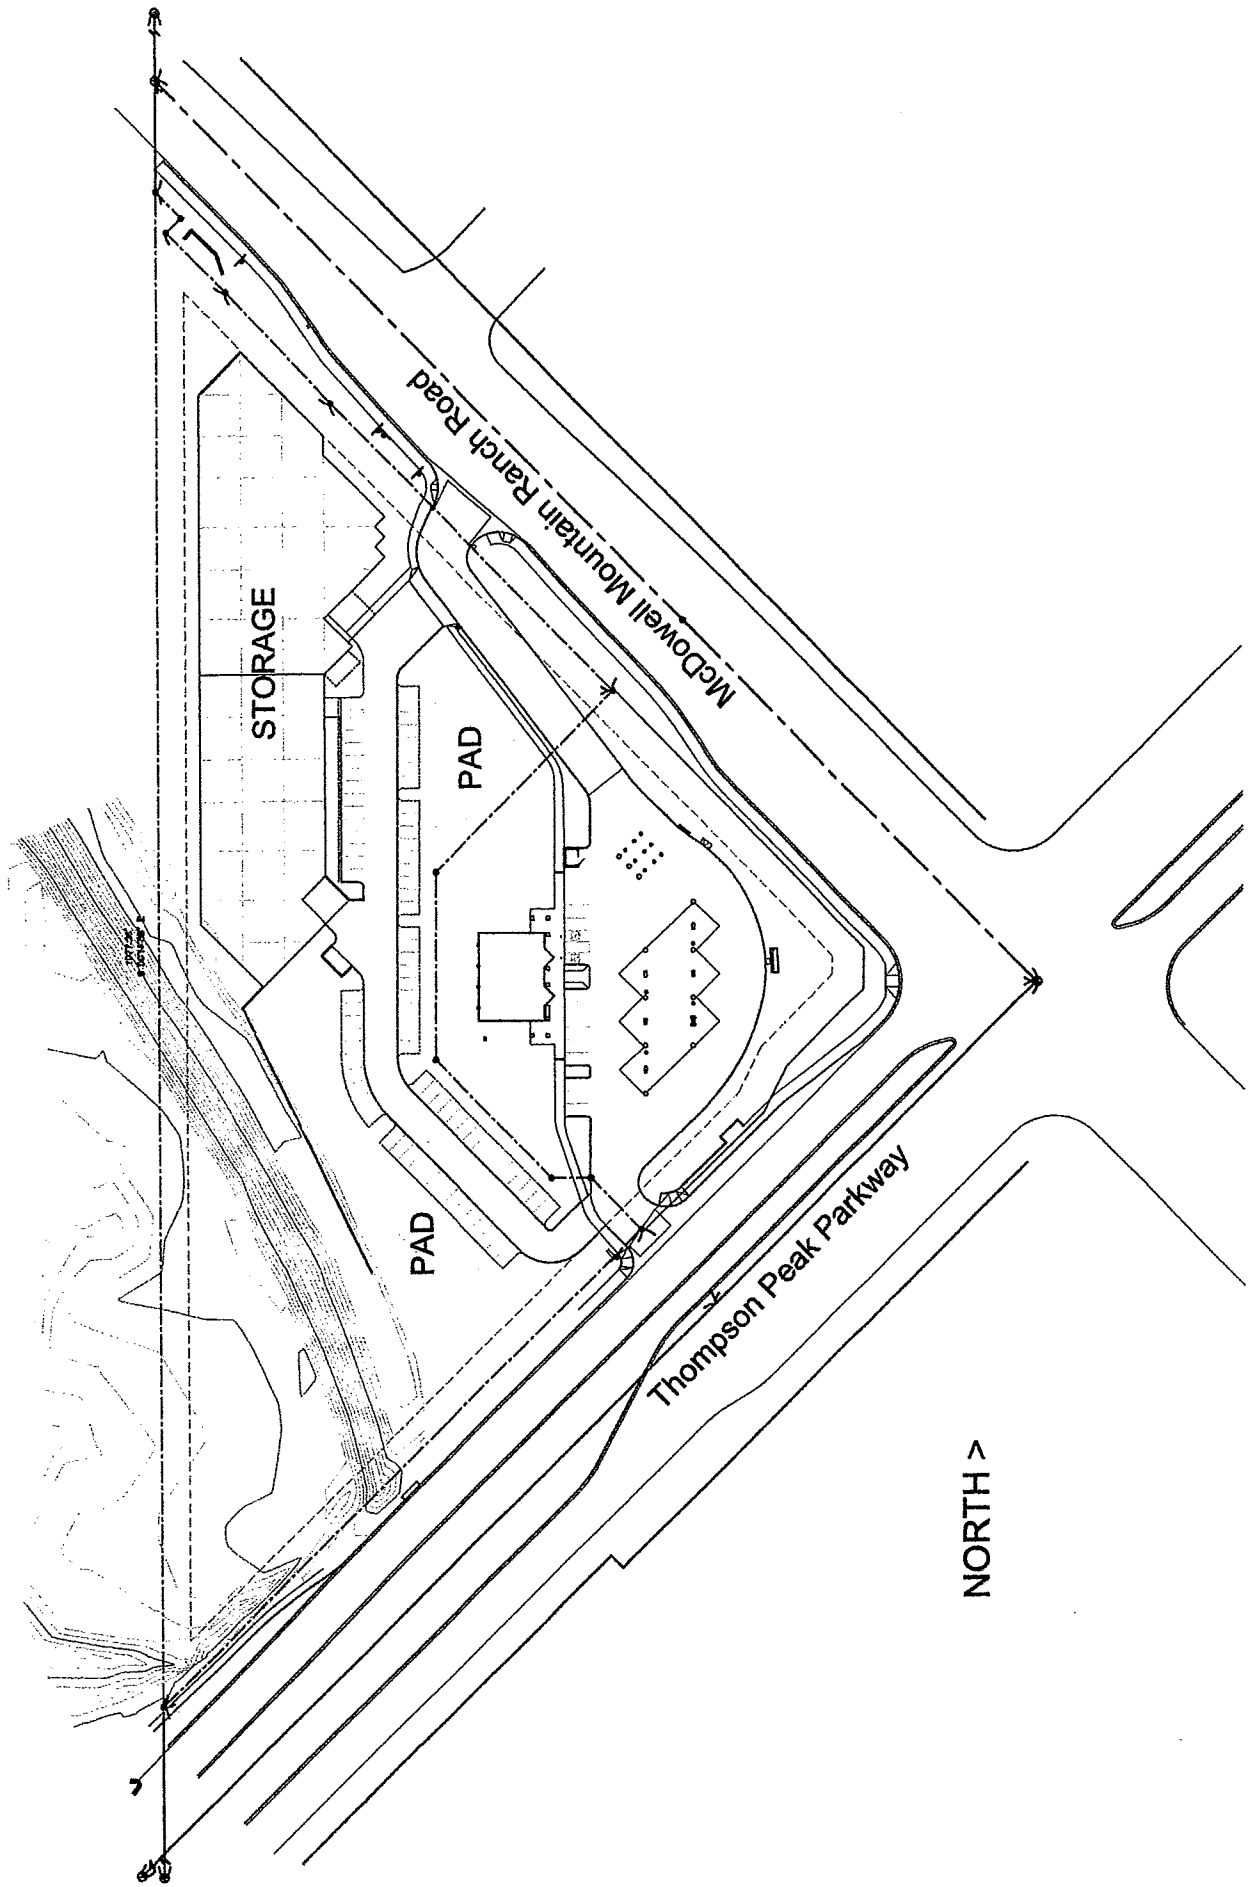 McDowell Mountain Ranch Road
STORAGE
PAD
PAD
Thompson Peak Parkway
NORTH >